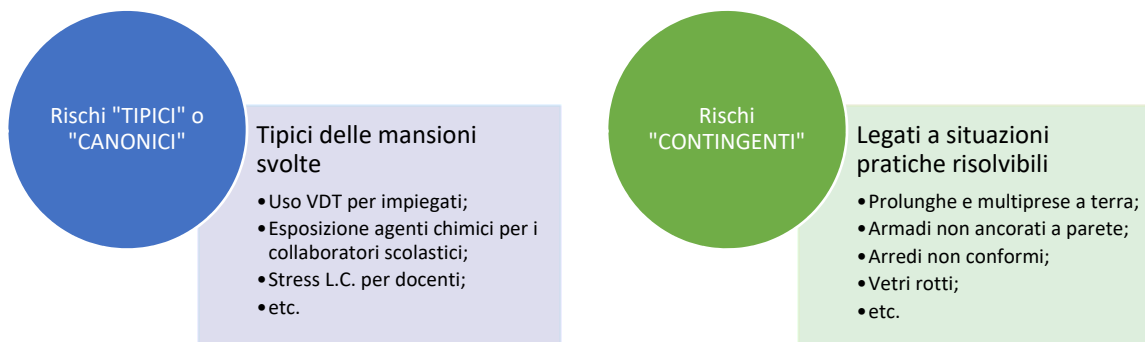 Rischi "TIPICI" o
"CANONICI"
Tipici delle mansioni
svolte
•Uso VDT per impiegati;
•Esposizione agenti chimici per i
collaboratori scolastici;
•Stress L.C. per docenti;
•etc.
Rischi
"CONTINGENTI"
Legati a situazioni
pratiche risolvibili
•Prolunghe e multiprese a terra;
•Armadi non ancorati a parete;
•Arredi non conformi;
•Vetri rotti;
•etc.